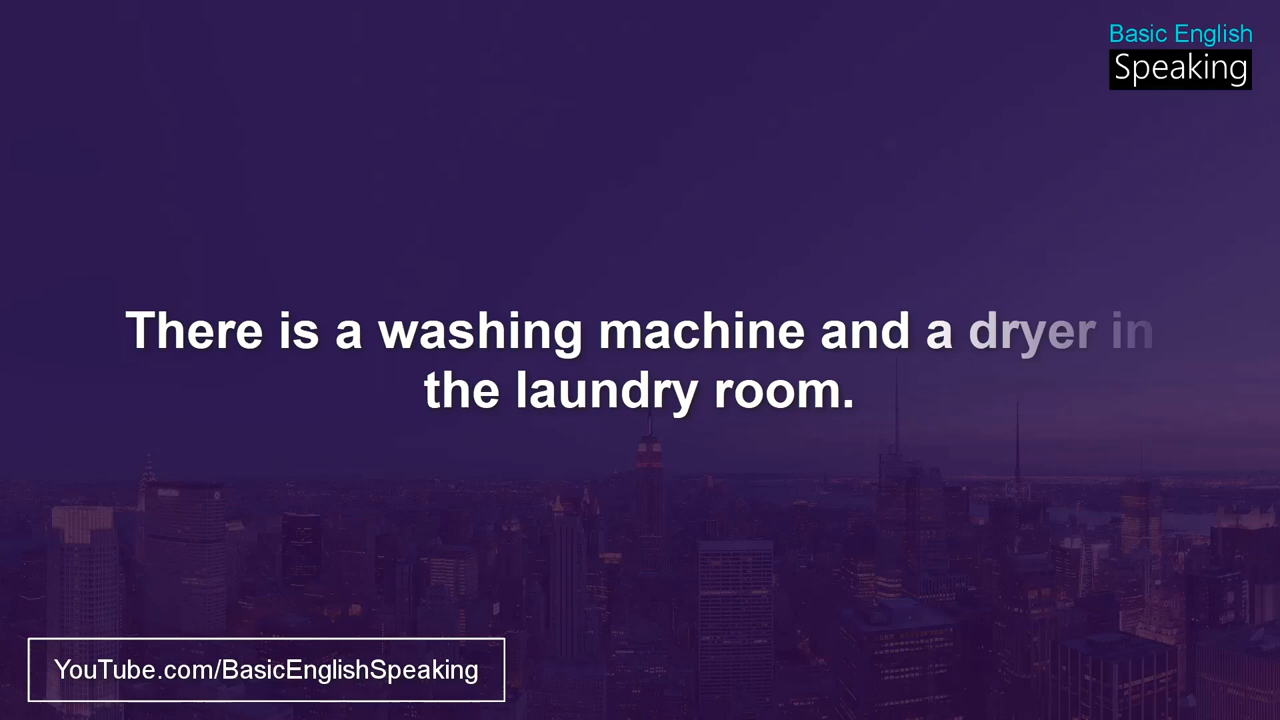 Basic English
Speaking
There is a washing machine and a dryer in
the laundry room.
YouTube.com/BasicEnglishSpeaking